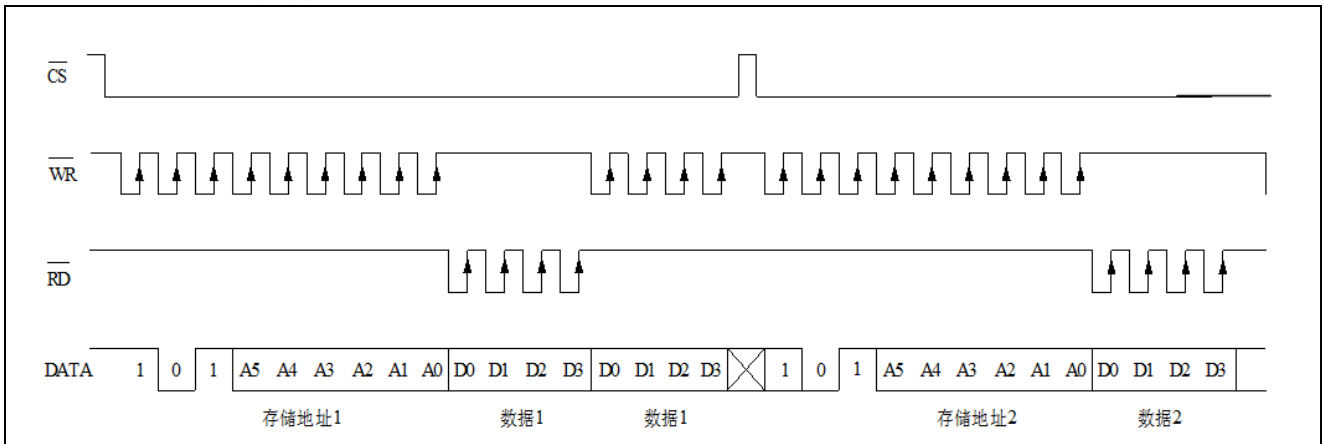 CS
WR
RD
DATA 1 0 1 A5 A4 A3 A2 A1 A0 D0 D1 D2 D3 D0 D1 D2 D3 1 0 1 A5 A4 A3 A2 A1 A0 D0 D1 D2 D3
存储地址1 数据1 数据1 存储地址2 数据2